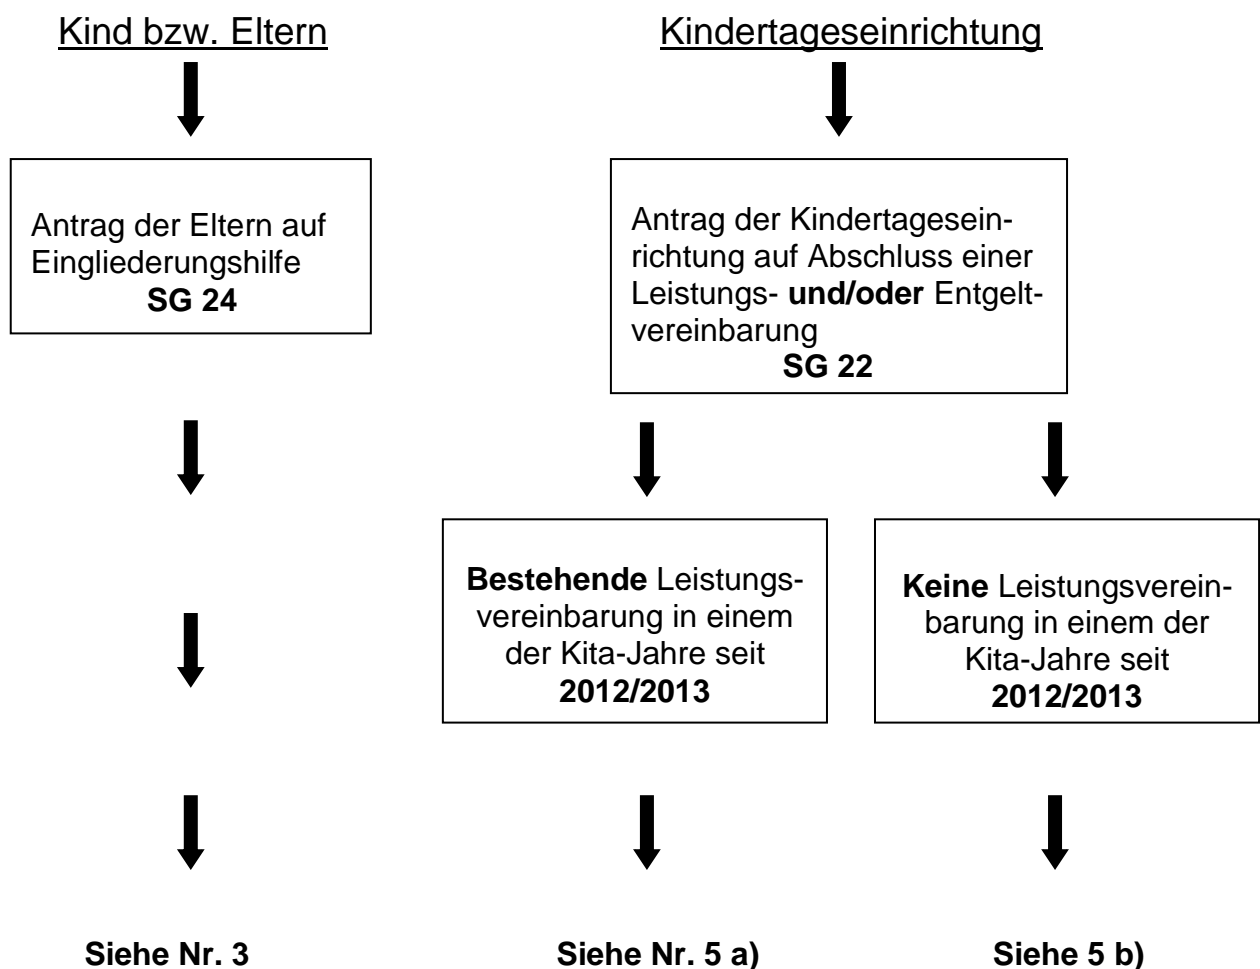 Kind bzw. Eltern
Kindertageseinrichtung
Antrag der Eltern auf
Eingliederungshilfe
SG 24
Antrag der Kindertagesein-
richtung auf Abschluss einer
Leistungs- und/oder Entgelt-
vereinbarung
SG 22
Bestehende Leistungs-
vereinbarung in einem
der Kita-Jahre seit
2012/2013
Keine Leistungsverein-
barung in einem der
Kita-Jahre seit
2012/2013
Siehe Nr. 3
Siehe Nr. 5 a)
Siehe 5 b)